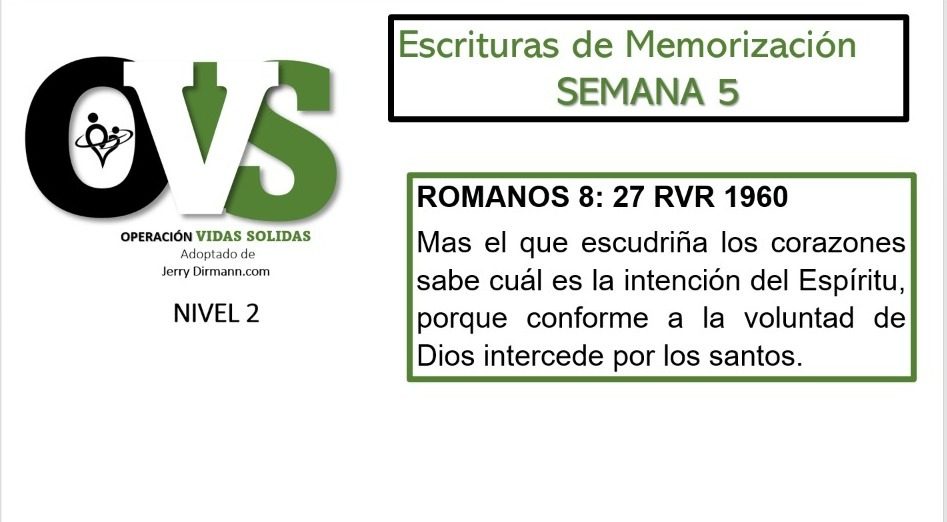 OVS
OPERACIÓN VIDAS SOLIDAS
Adoptado de
Jerry Dirmann.com
NIVEL 2
Escrituras de Memorización
SEMANA 5
ROMANOS 8: 27 RVR 1960
Mas el que escudriña los corazones
sabe cuál es la intención del Espíritu,
porque conforme a la voluntad de
Dios intercede por los santos.